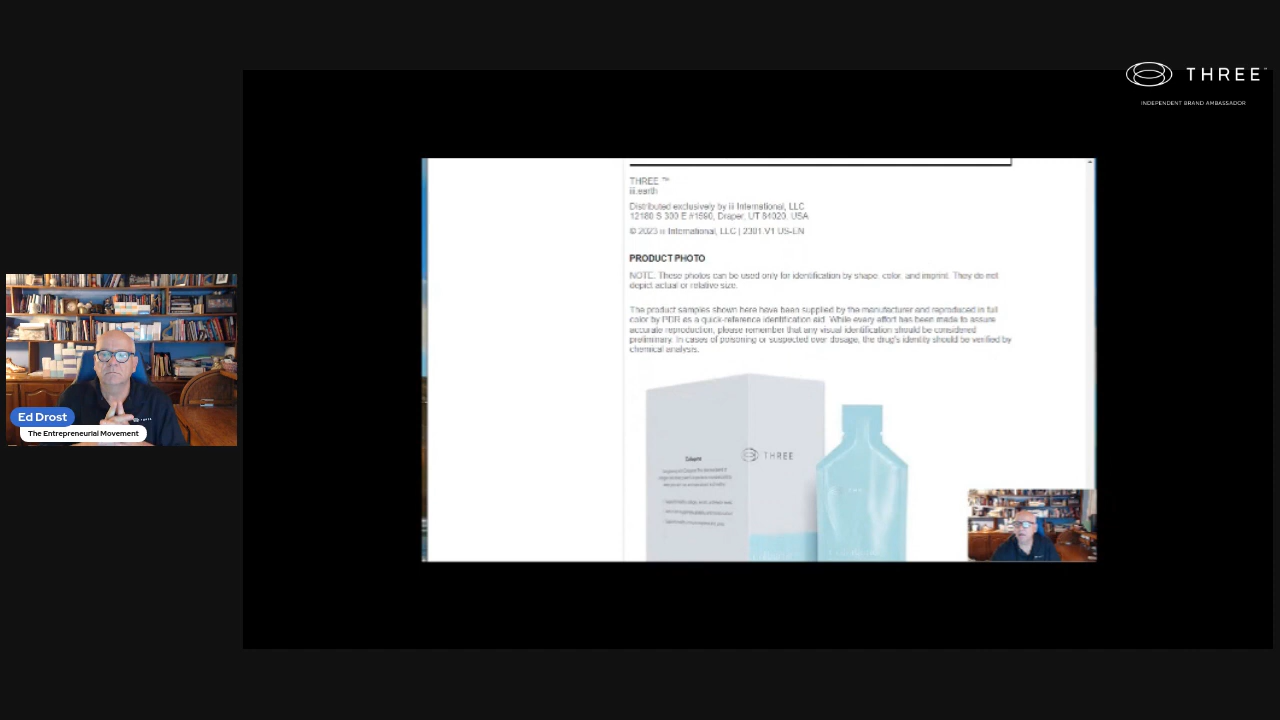 THREE
INDEPENDENT BRAND AMBASSADOR
THREE ™
iii.earth
Distributed exclusively by iii International, LLC
12180 S 300 E #1590, Draper, UT 84020. USA
© 2023 iii International, LLC | 2301.V1 US-EN
PRODUCT PHOTO
NOTE: These photos can be used only for identification by shape, color, and imprint. They do not
depict actual or relative size.
The product samples shown here have been supplied by the manufacturer and reproduced in full
color by PDR as a quick-reference identification aid. While every effort has been made to assure
accurate reproduction, please remember that any visual identification should be considered
preliminary. In cases of poisoning or suspected over dosage, the drug's identity should be verified by
chemical analysis.
THREE
Ed Drost
The Entrepreneurial Movement